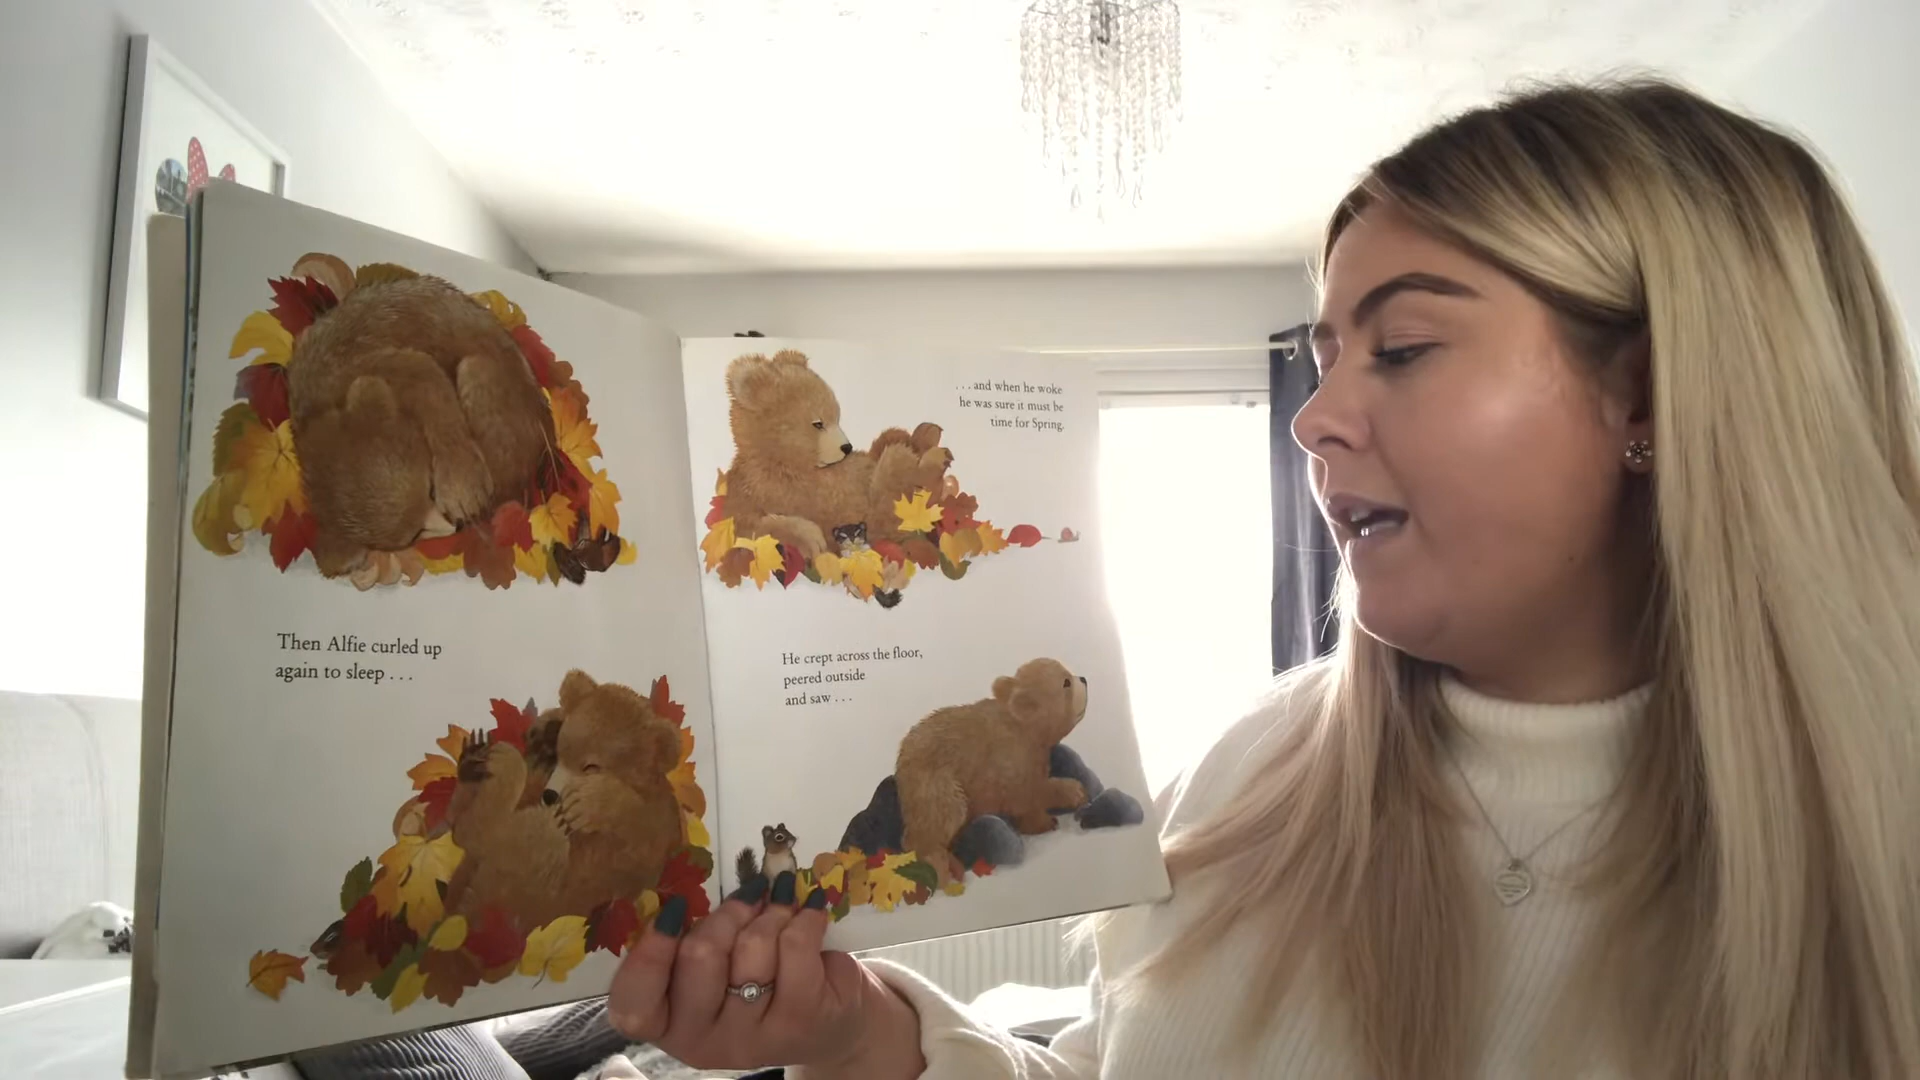 Then Alfie curled up
again to sleep . . .
. . . and when he woke
he was sure it must be
time for Spring.
He crept across the floor,
peered outside
and saw . . .